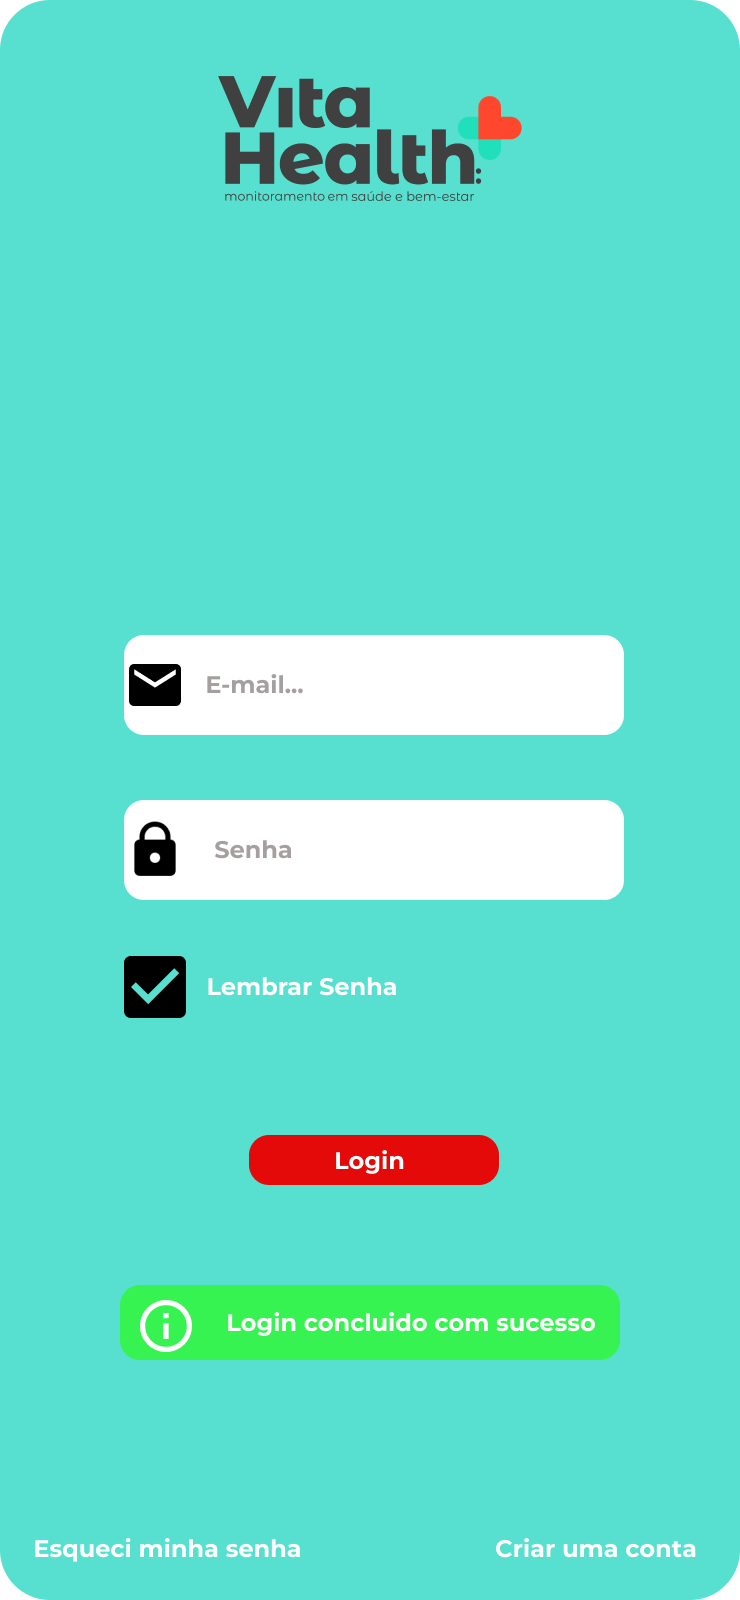 Vita
Health:
monitoramento em saúde e bem-estar
E-mail...
Senha
Lembrar Senha
Login
Login concluido com sucesso
Esqueci minha senha
Criar uma conta